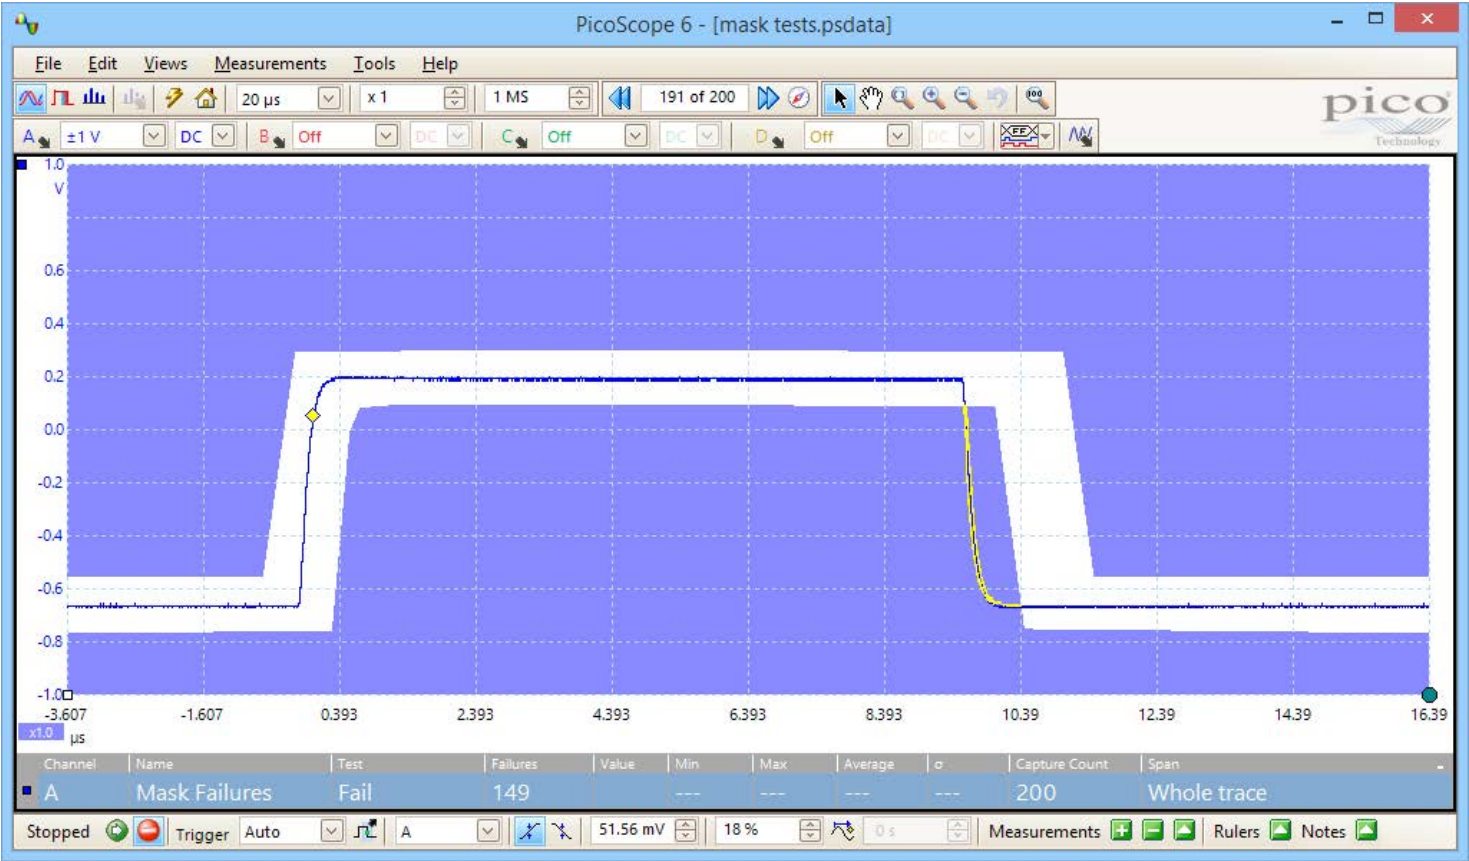 PicoScope 6 - [mask tests.psdata]
File Edit Views Measurements Tools Help
20 µs x 1 1 MS 191 of 200 100
pico
Technology
A ±1 V DC B Off DC C Off DC D Off DC XFFX
1.0
V
0.6
0.4
0.2
0.0
-0.2
-0.4
-0.6
-0.8
-1.0
-3.607 -1.607 0.393 2.393 4.393 6.393 8.393 10.39 12.39 14.39 16.39
x1.0 µs
Channel Name Test Failures Value Min Max Average σ Capture Count Span
A Mask Failures Fail 149 --- --- --- --- 200 Whole trace
Stopped Trigger Auto A 51.56 mV 18 % 0 s Measurements Rulers Notes